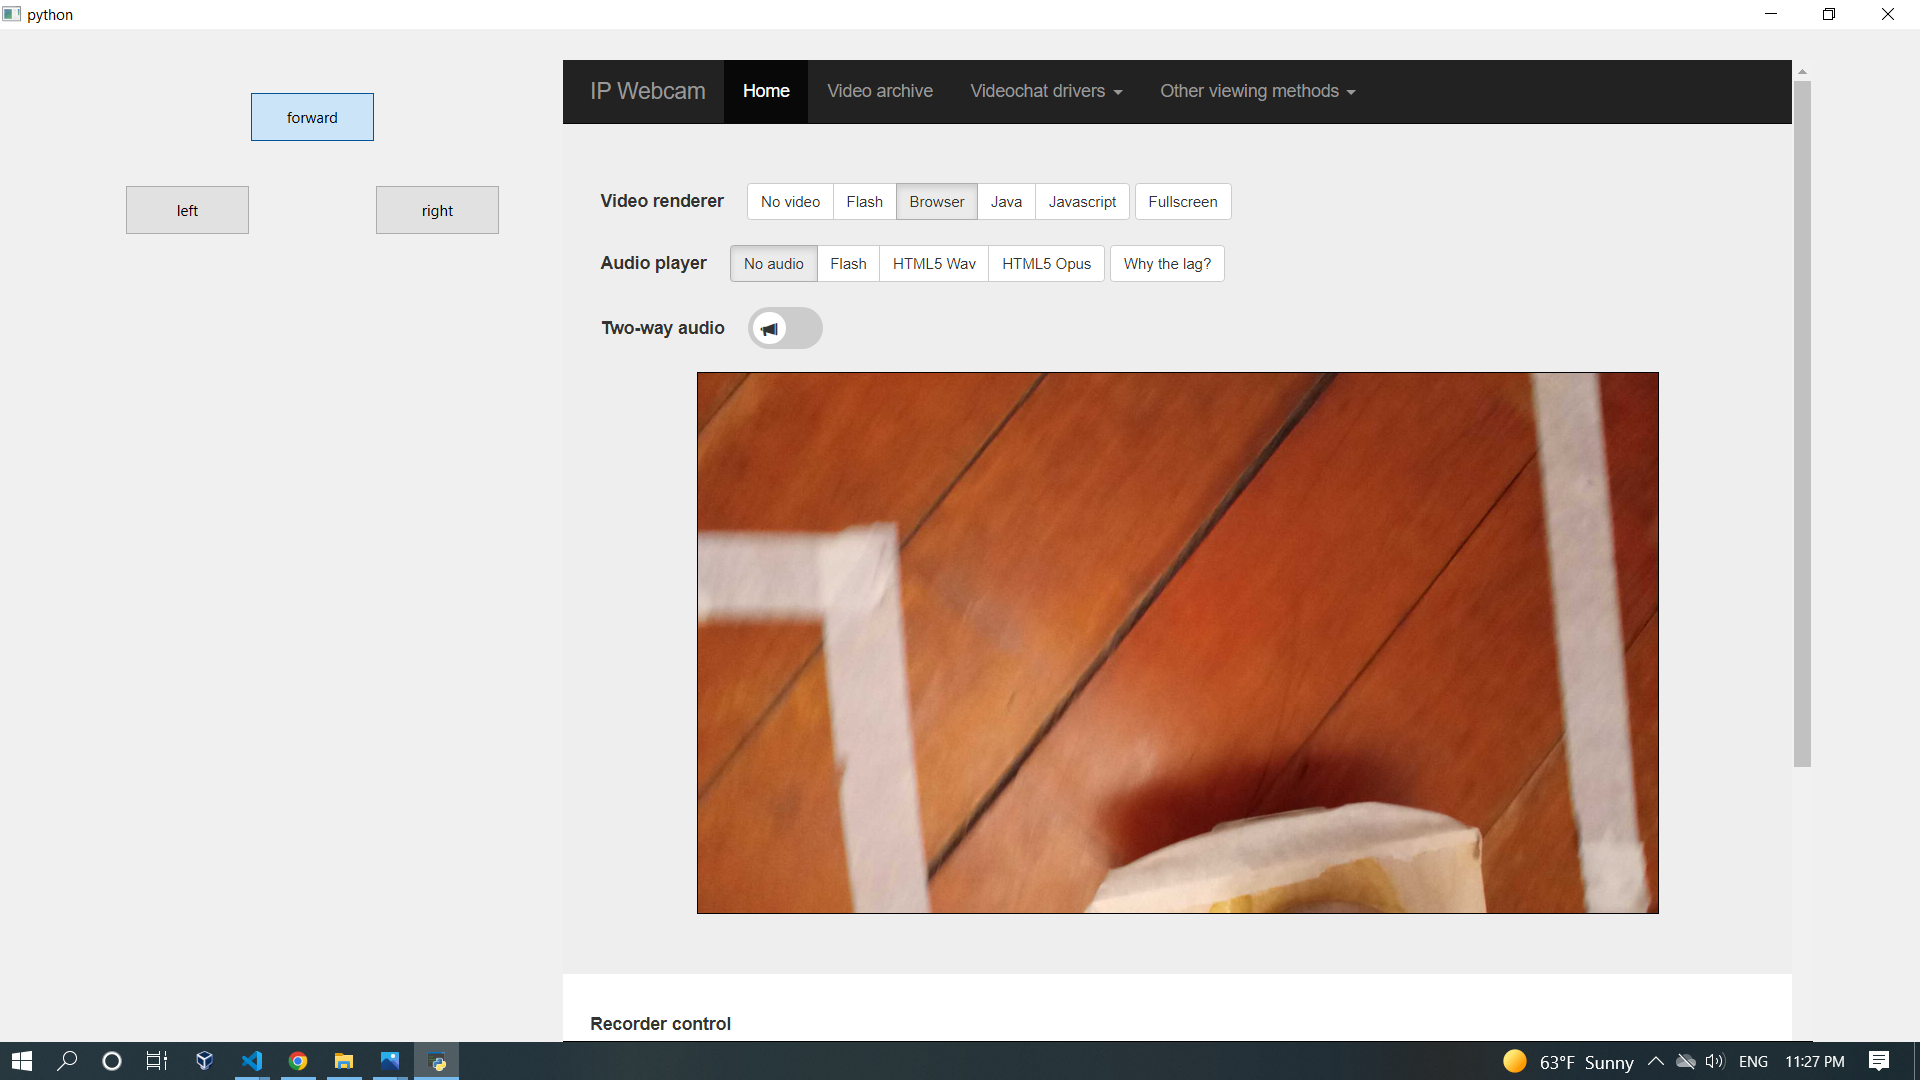 python
forward
left
right
IP Webcam Home Video archive Videochat drivers Other viewing methods
Video renderer No video Flash Browser Java Javascript Fullscreen
Audio player No audio Flash HTML5 Wav HTML5 Opus Why the lag?
Two-way audio
Recorder control
63°F Sunny ENG 11:27 PM